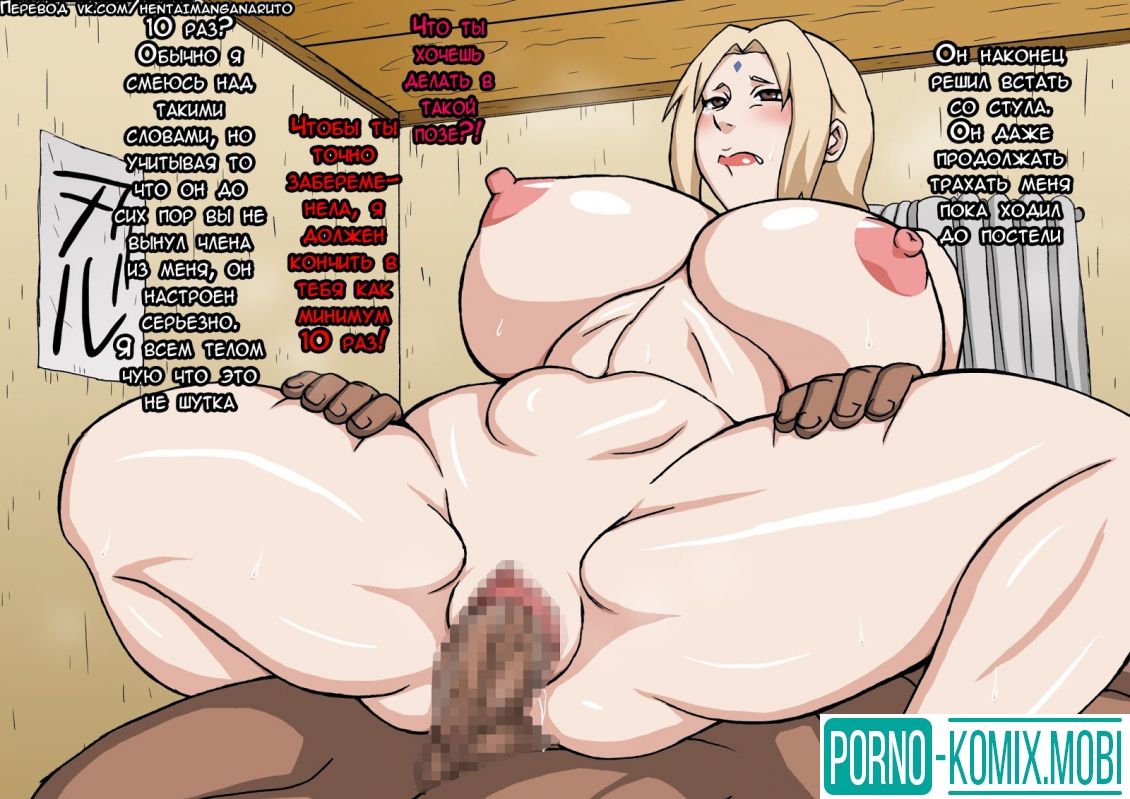 Перевод vk.com/hentaimanganaruto
10 раз?
Обычно я
смеюсь над
такими
словами, но
учитывая то
что он до
сих пор вы не
вынул члена
из меня, он
настроен
серьезно.
Я всем телом
чую что это
не шутка
Чтобы ты
точно
забереме-
нела, я
должен
кончить в
тебя как
минимум
10 раз!
Что ты
хочешь
делать в
такой
позе?!
Он наконец
решил встать
со стула.
Он даже
продолжать
трахать меня
пока ходил
до постели
PORNO-KOMIX.MOBI